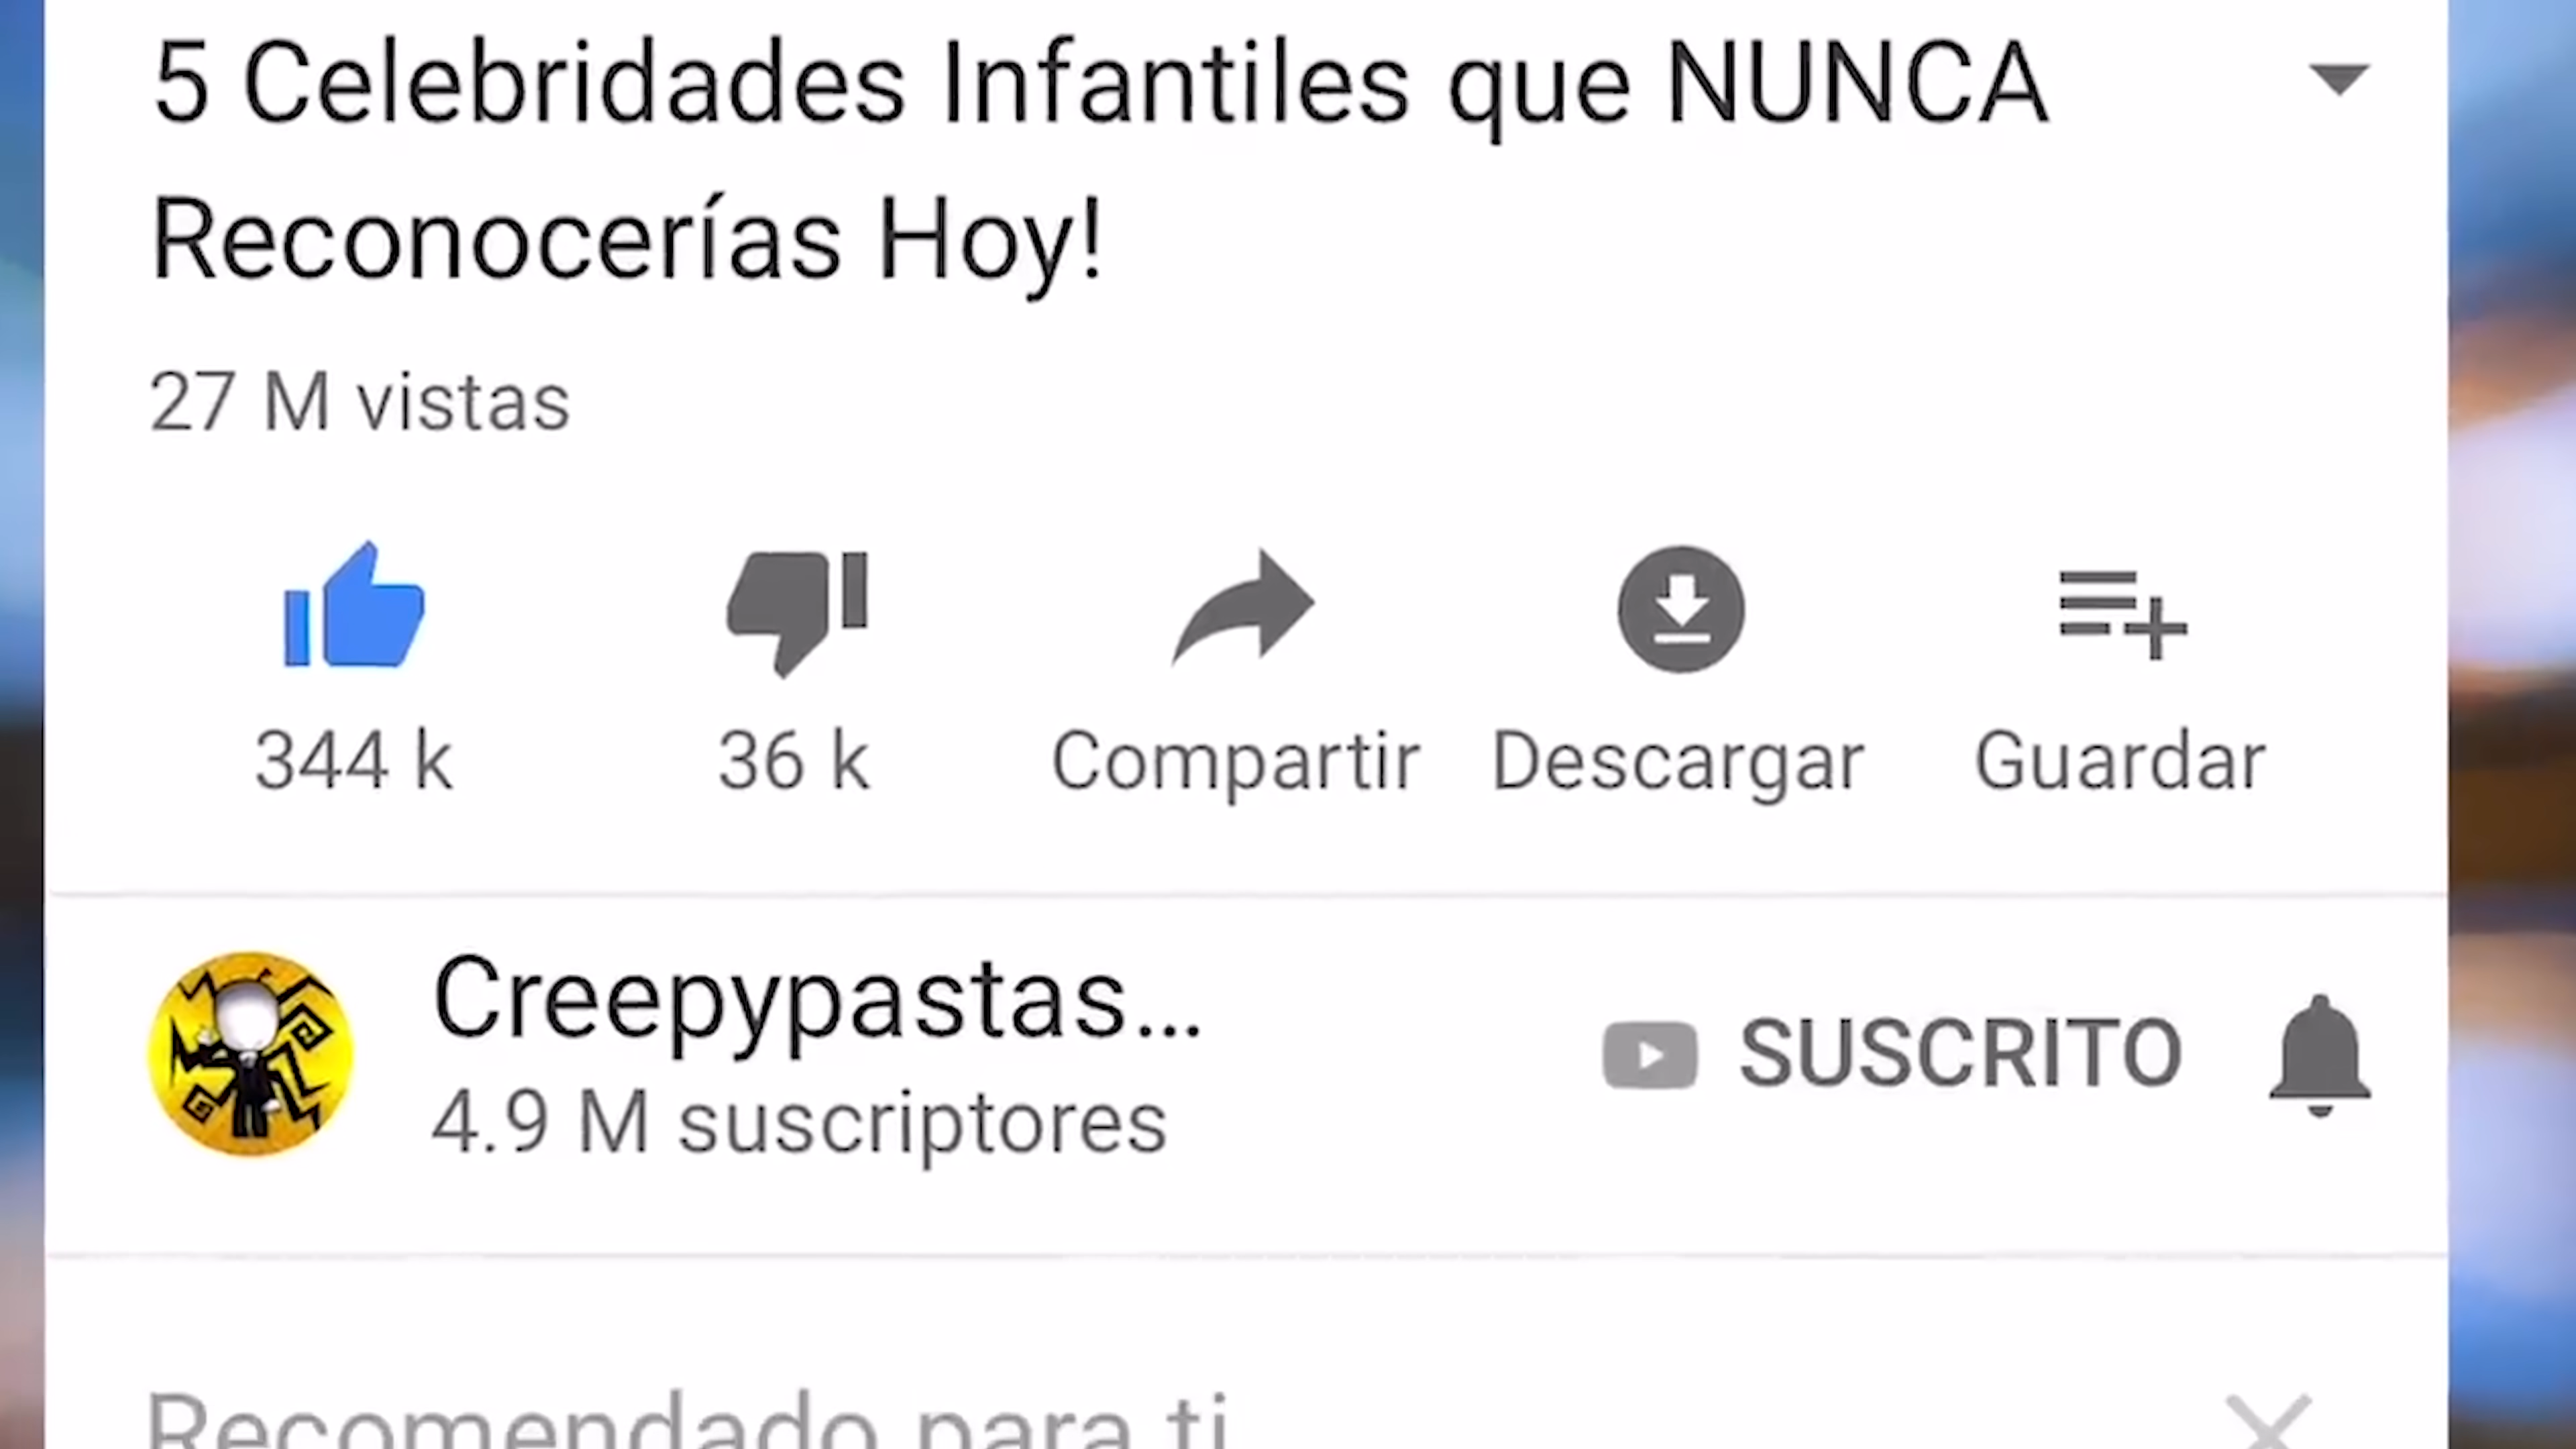 5 Celebridades Infantiles que NUNCA
Reconocerías Hoy!
27 M vistas
344 k
36 k
Compartir
Descargar
Guardar
Creepypastas...
SUSCRITO
4.9 M suscriptores
Recomendado para ti